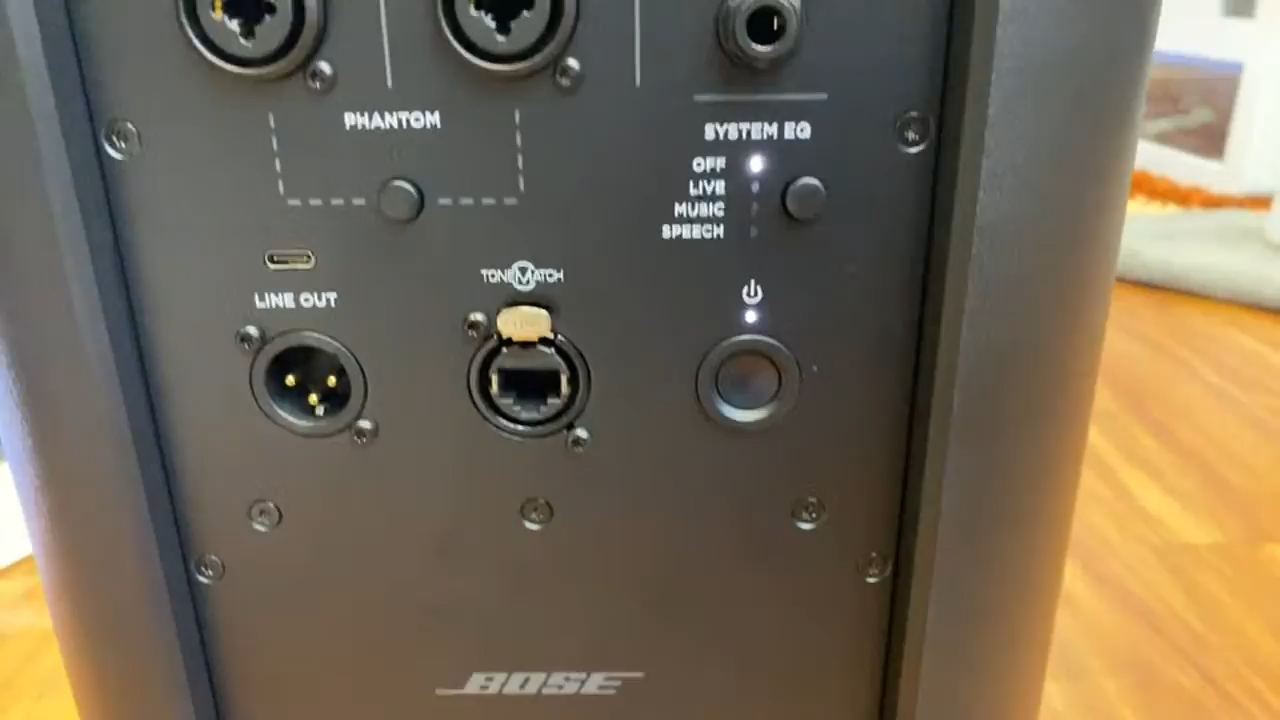 PHANTOM
SYSTEM EQ
OFF
LIVE
MUSIC
SPEECH
LINE OUT
TONEMATCH
BOSE